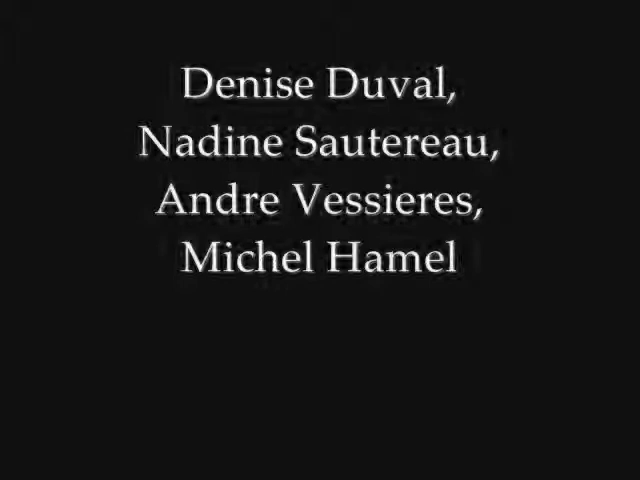 Denise Duval,
Nadine Sautereau,
Andre Vessieres,
Michel Hamel